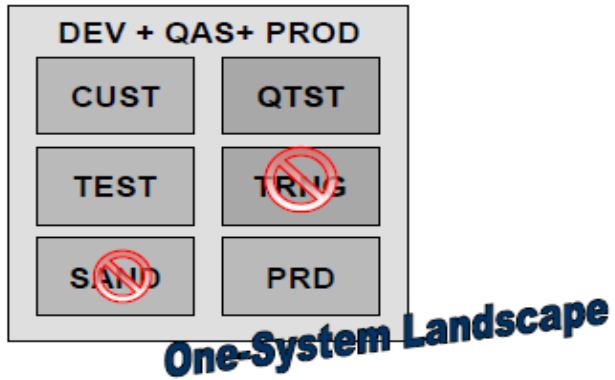 DEV + QAS+ PROD
CUST QTST
TEST TRNG
SAND PRD
One-System Landscape